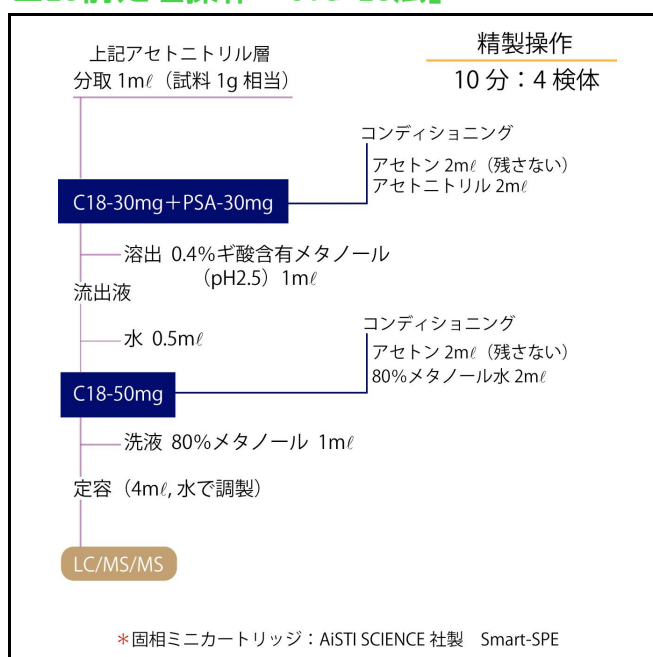 精製操作
10分：4検体
上記アセトニトリル層
分取 1mℓ（試料 1g 相当）
コンディショニング
アセトン 2mℓ（残さない）
アセトニトリル 2mℓ
C18-30mg＋PSA-30mg
溶出 0.4%ギ酸含有メタノール
（pH2.5）1mℓ
流出液
水 0.5mℓ
コンディショニング
アセトン 2mℓ（残さない）
80%メタノール水 2mℓ
C18-50mg
洗液 80%メタノール 1mℓ
定容（4mℓ, 水で調製）
LC/MS/MS
＊固相ミニカートリッジ：AiSTI SCIENCE 社製 Smart-SPE